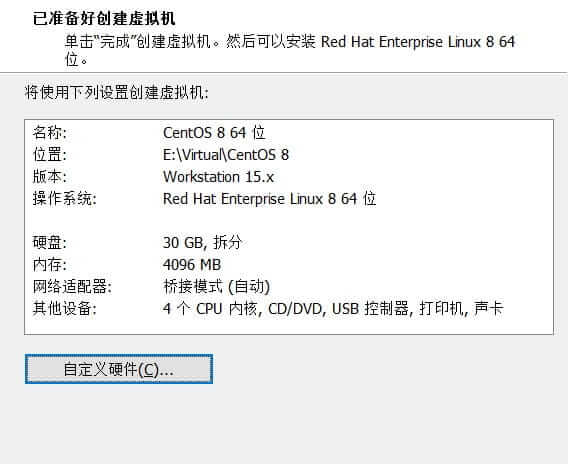 已准备好创建虚拟机
单击“完成”创建虚拟机。然后可以安装 Red Hat Enterprise Linux 8 64
位。
将使用下列设置创建虚拟机:
名称: CentOS 8 64 位
位置: E:\Virtual\CentOS 8
版本: Workstation 15.x
操作系统: Red Hat Enterprise Linux 8 64 位
硬盘: 30 GB, 拆分
内存: 4096 MB
网络适配器: 桥接模式 (自动)
其他设备: 4 个 CPU 内核, CD/DVD, USB 控制器, 打印机, 声卡
自定义硬件(C)...